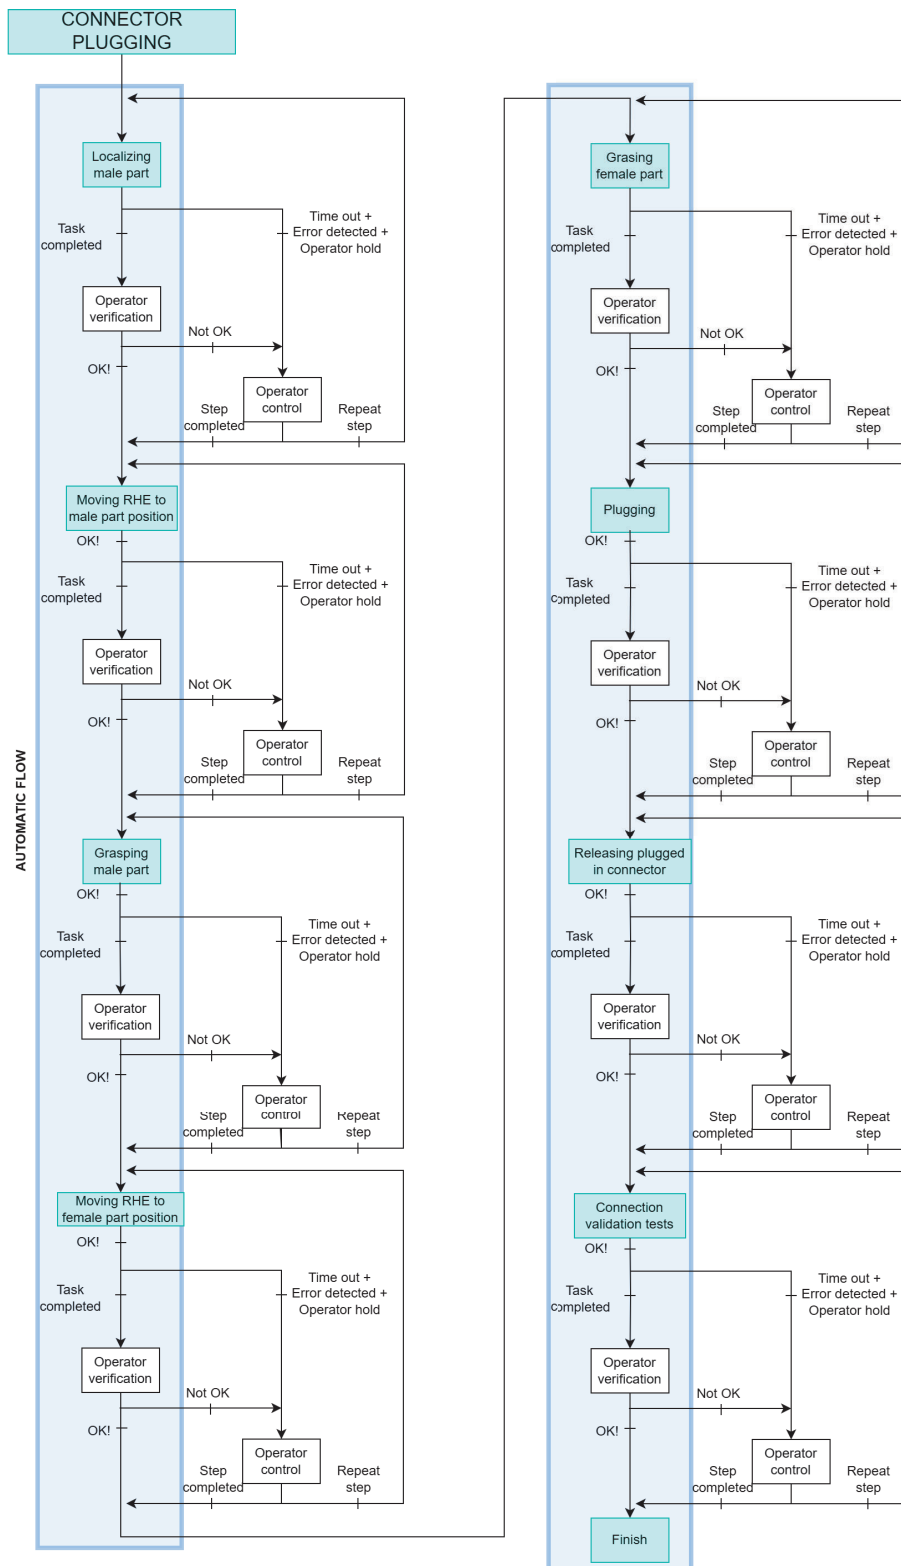 CONNECTOR
PLUGGING
AUTOMATIC FLOW
Localizing
male part
Task
completed
Time out +
Error detected +
Operator hold
Operator
verification
Not OK
OK!
Operator
control
Step
completed
Repeat
step
Moving RHE to
male part position
OK!
Task
completed
Time out +
Error detected +
Operator hold
Operator
verification
Not OK
OK!
Operator
control
Step
completed
Repeat
step
Grasping
male part
OK!
Task
completed
Time out +
Error detected +
Operator hold
Operator
verification
Not OK
OK!
Operator
control
Step
completed
Repeat
step
Moving RHE to
female part position
OK!
Task
completed
Time out +
Error detected +
Operator hold
Operator
verification
Not OK
OK!
Operator
control
Step
completed
Repeat
step
Grasing
female part
Task
completed
Time out +
Error detected +
Operator hold
Operator
verification
Not OK
OK!
Operator
control
Step
completed
Repeat
step
Plugging
OK!
Task
completed
Time out +
Error detected +
Operator hold
Operator
verification
Not OK
OK!
Operator
control
Step
completed
Repeat
step
Releasing plugged
in connector
OK!
Task
completed
Time out +
Error detected +
Operator hold
Operator
verification
Not OK
OK!
Operator
control
Step
completed
Repeat
step
Connection
validation tests
OK!
Task
completed
Time out +
Error detected +
Operator hold
Operator
verification
Not OK
OK!
Operator
control
Step
completed
Repeat
step
Finish